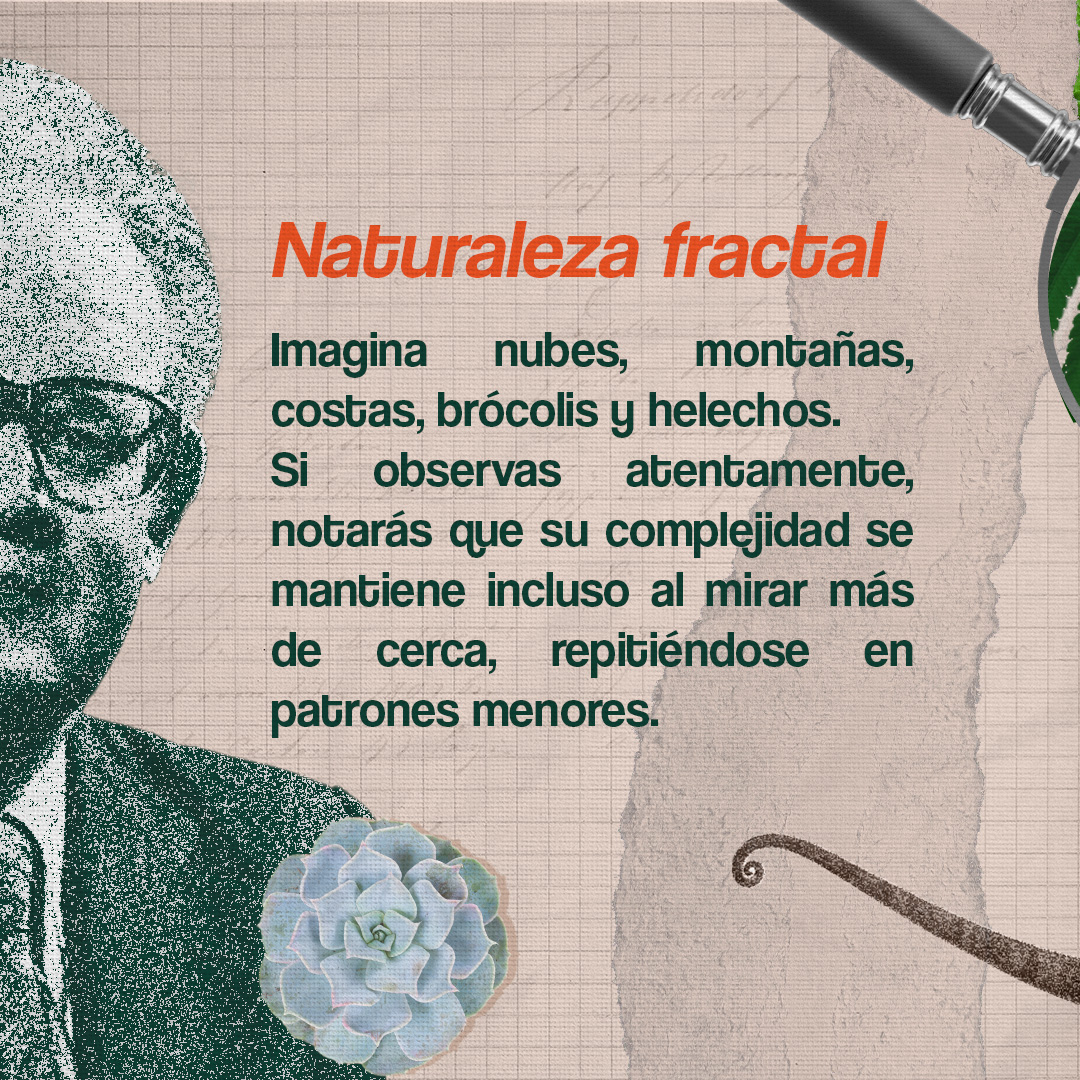 Naturaleza fractal
Imagina nubes, montañas,
costas, brócolis y helechos.
Si observas atentamente,
notarás que su complejidad se
mantiene incluso al mirar más
de cerca, repitiéndose en
patrones menores.